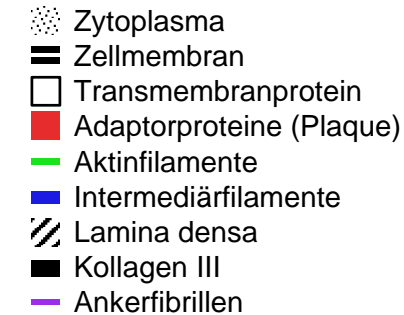 Zytoplasma
Zellmembran
Transmembranprotein
Adaptorproteine (Plaque)
Aktinfilamente
Intermediärfilamente
Lamina densa
Kollagen III
Ankerfibrillen